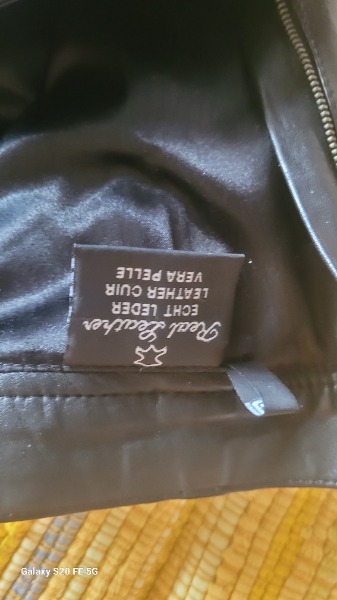 Real Leather
ECHT LEDER
LEATHER CUIR
VERA PELLE
Galaxy S20 FE 5G